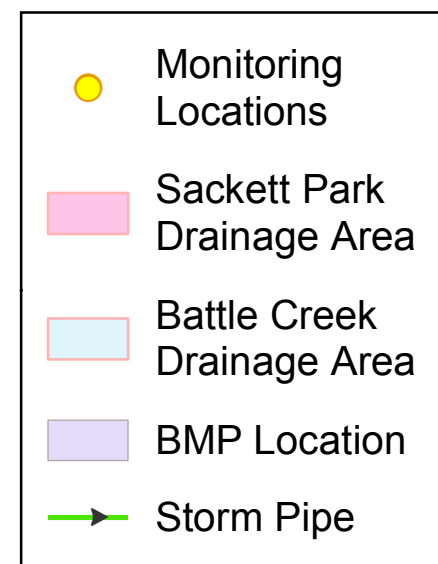 Monitoring
Locations
Sackett Park
Drainage Area
Battle Creek
Drainage Area
BMP Location
Storm Pipe